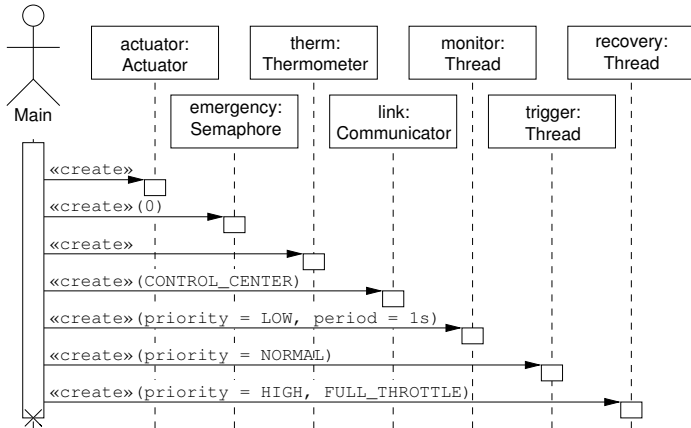 actuator:
Actuator
therm:
Thermometer
monitor:
Thread
recovery:
Thread
Main
emergency:
Semaphore
link:
Communicator
trigger:
Thread
«create»
«create»(0)
«create»
«create»(CONTROL_CENTER)
«create»(priority = LOW, period = 1s)
«create»(priority = NORMAL)
«create»(priority = HIGH, FULL_THROTTLE)